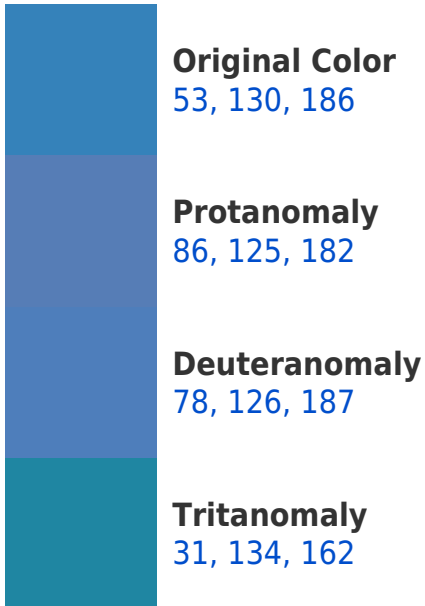 Original Color
53, 130, 186
Protanomaly
86, 125, 182
Deuteranomaly
78, 126, 187
Tritanomaly
31, 134, 162